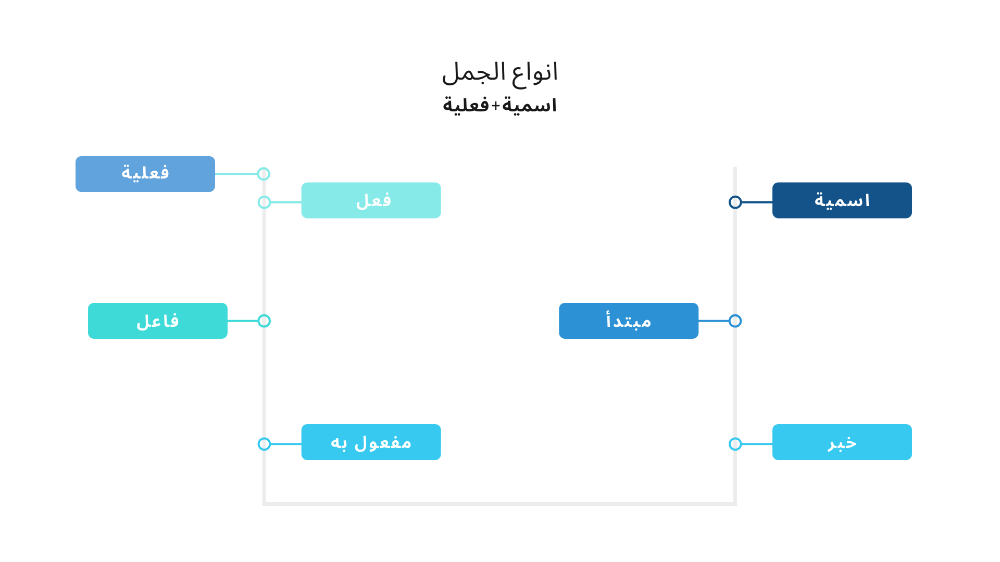 انواع الجمل
اسمية+فعلية
اسمية
مبتدأ
خبر
فعلية
فعل
فاعل
مفعول به